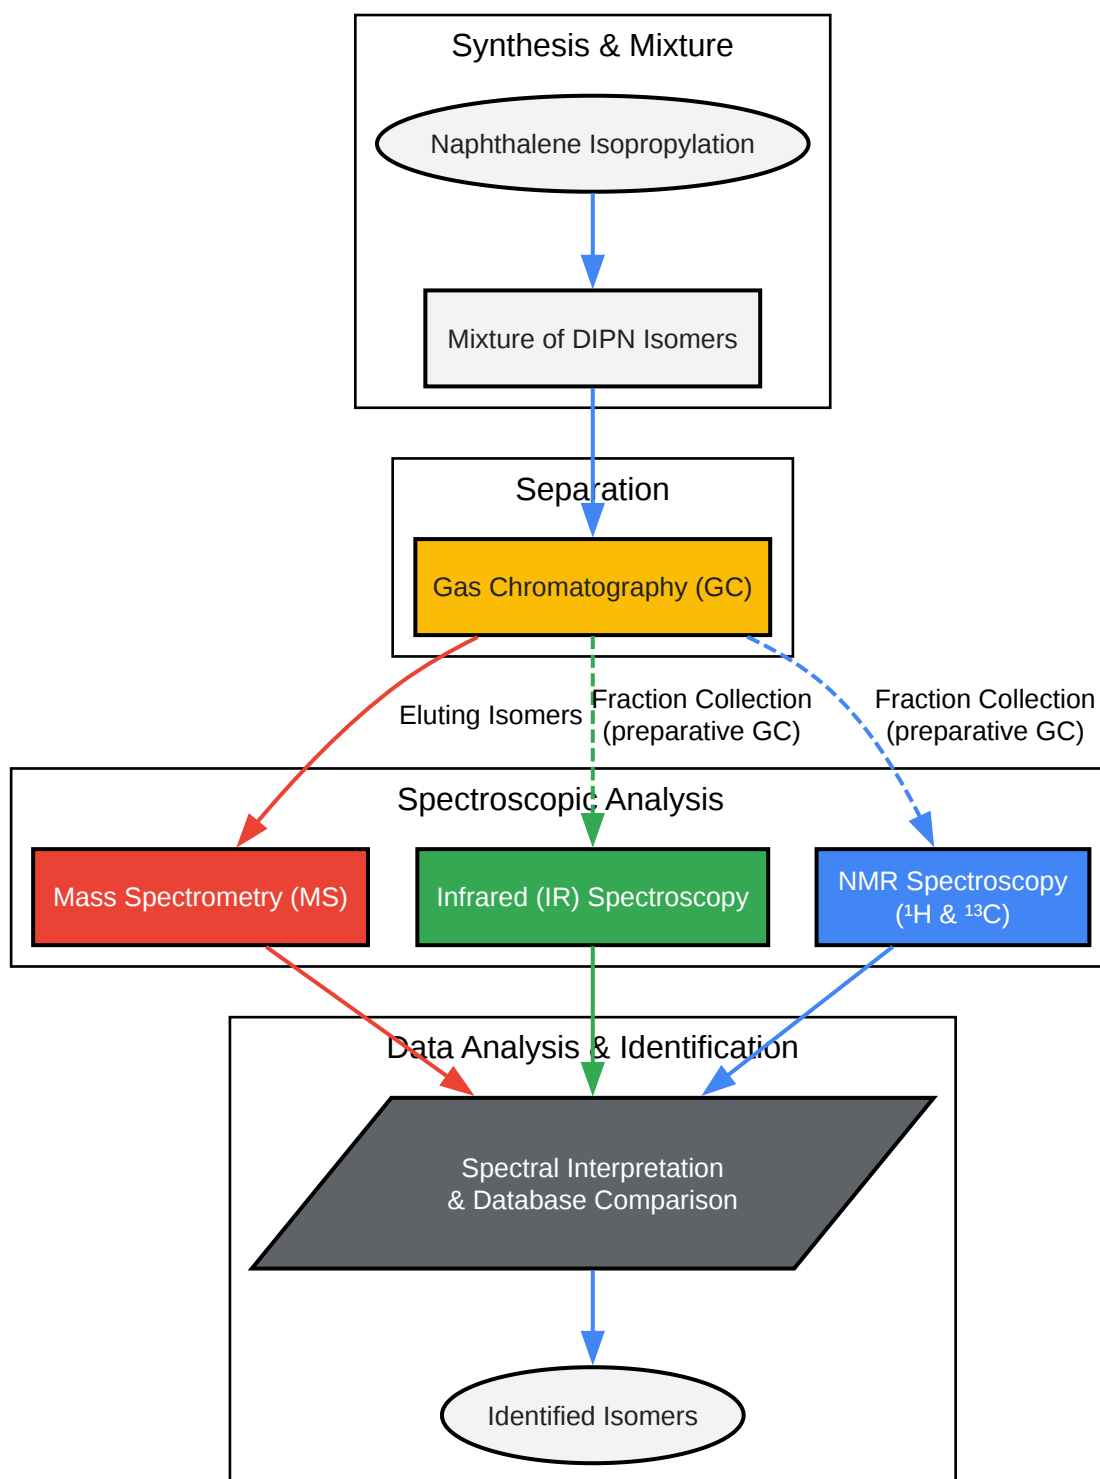 Synthesis & Mixture
Naphthalene Isopropylation
Mixture of DIPN Isomers
Separation
Gas Chromatography (GC)
Eluting Isomers
Fraction Collection
(preparative GC)
Fraction Collection
(preparative GC)
Spectroscopic Analysis
Mass Spectrometry (MS)
Infrared (IR) Spectroscopy
NMR Spectroscopy
(¹H & ¹³C)
Data Analysis & Identification
Spectral Interpretation
& Database Comparison
Identified Isomers